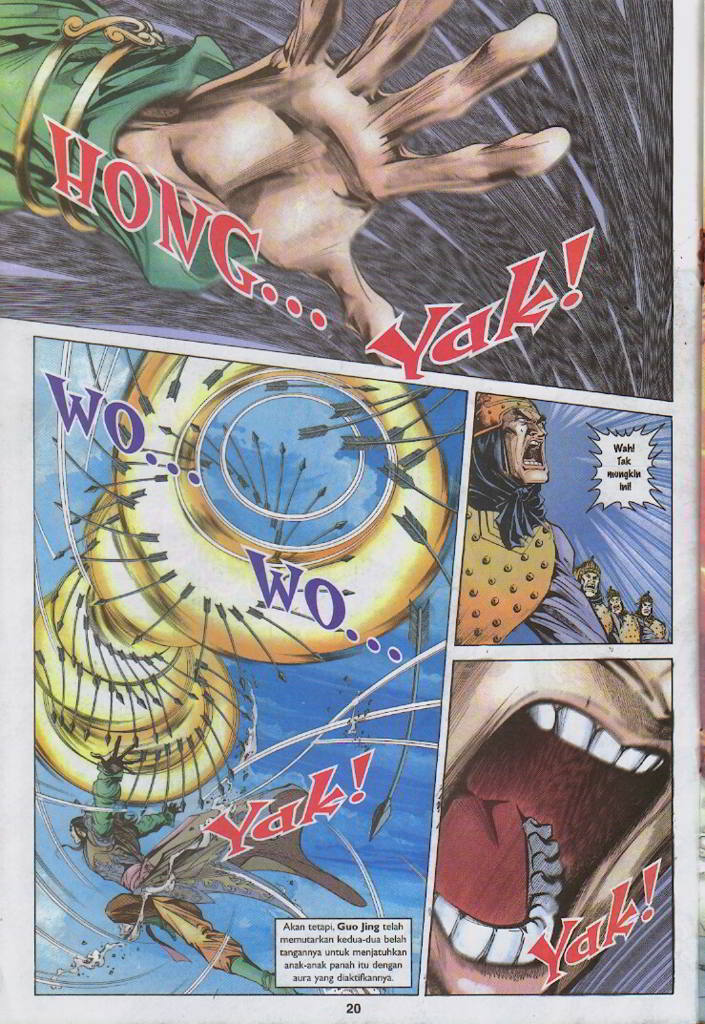 HONG...
Yak!
WO...
WO...
Yak!
Akan tetapi, Guo Jing telah
memutarkan kedua-dua belah
tangannya untuk menjatuhkan
anak-anak panah itu dengan
aura yang diaktifkannya.
Wah!
Tak
mungkin
ini!
Yak!
20